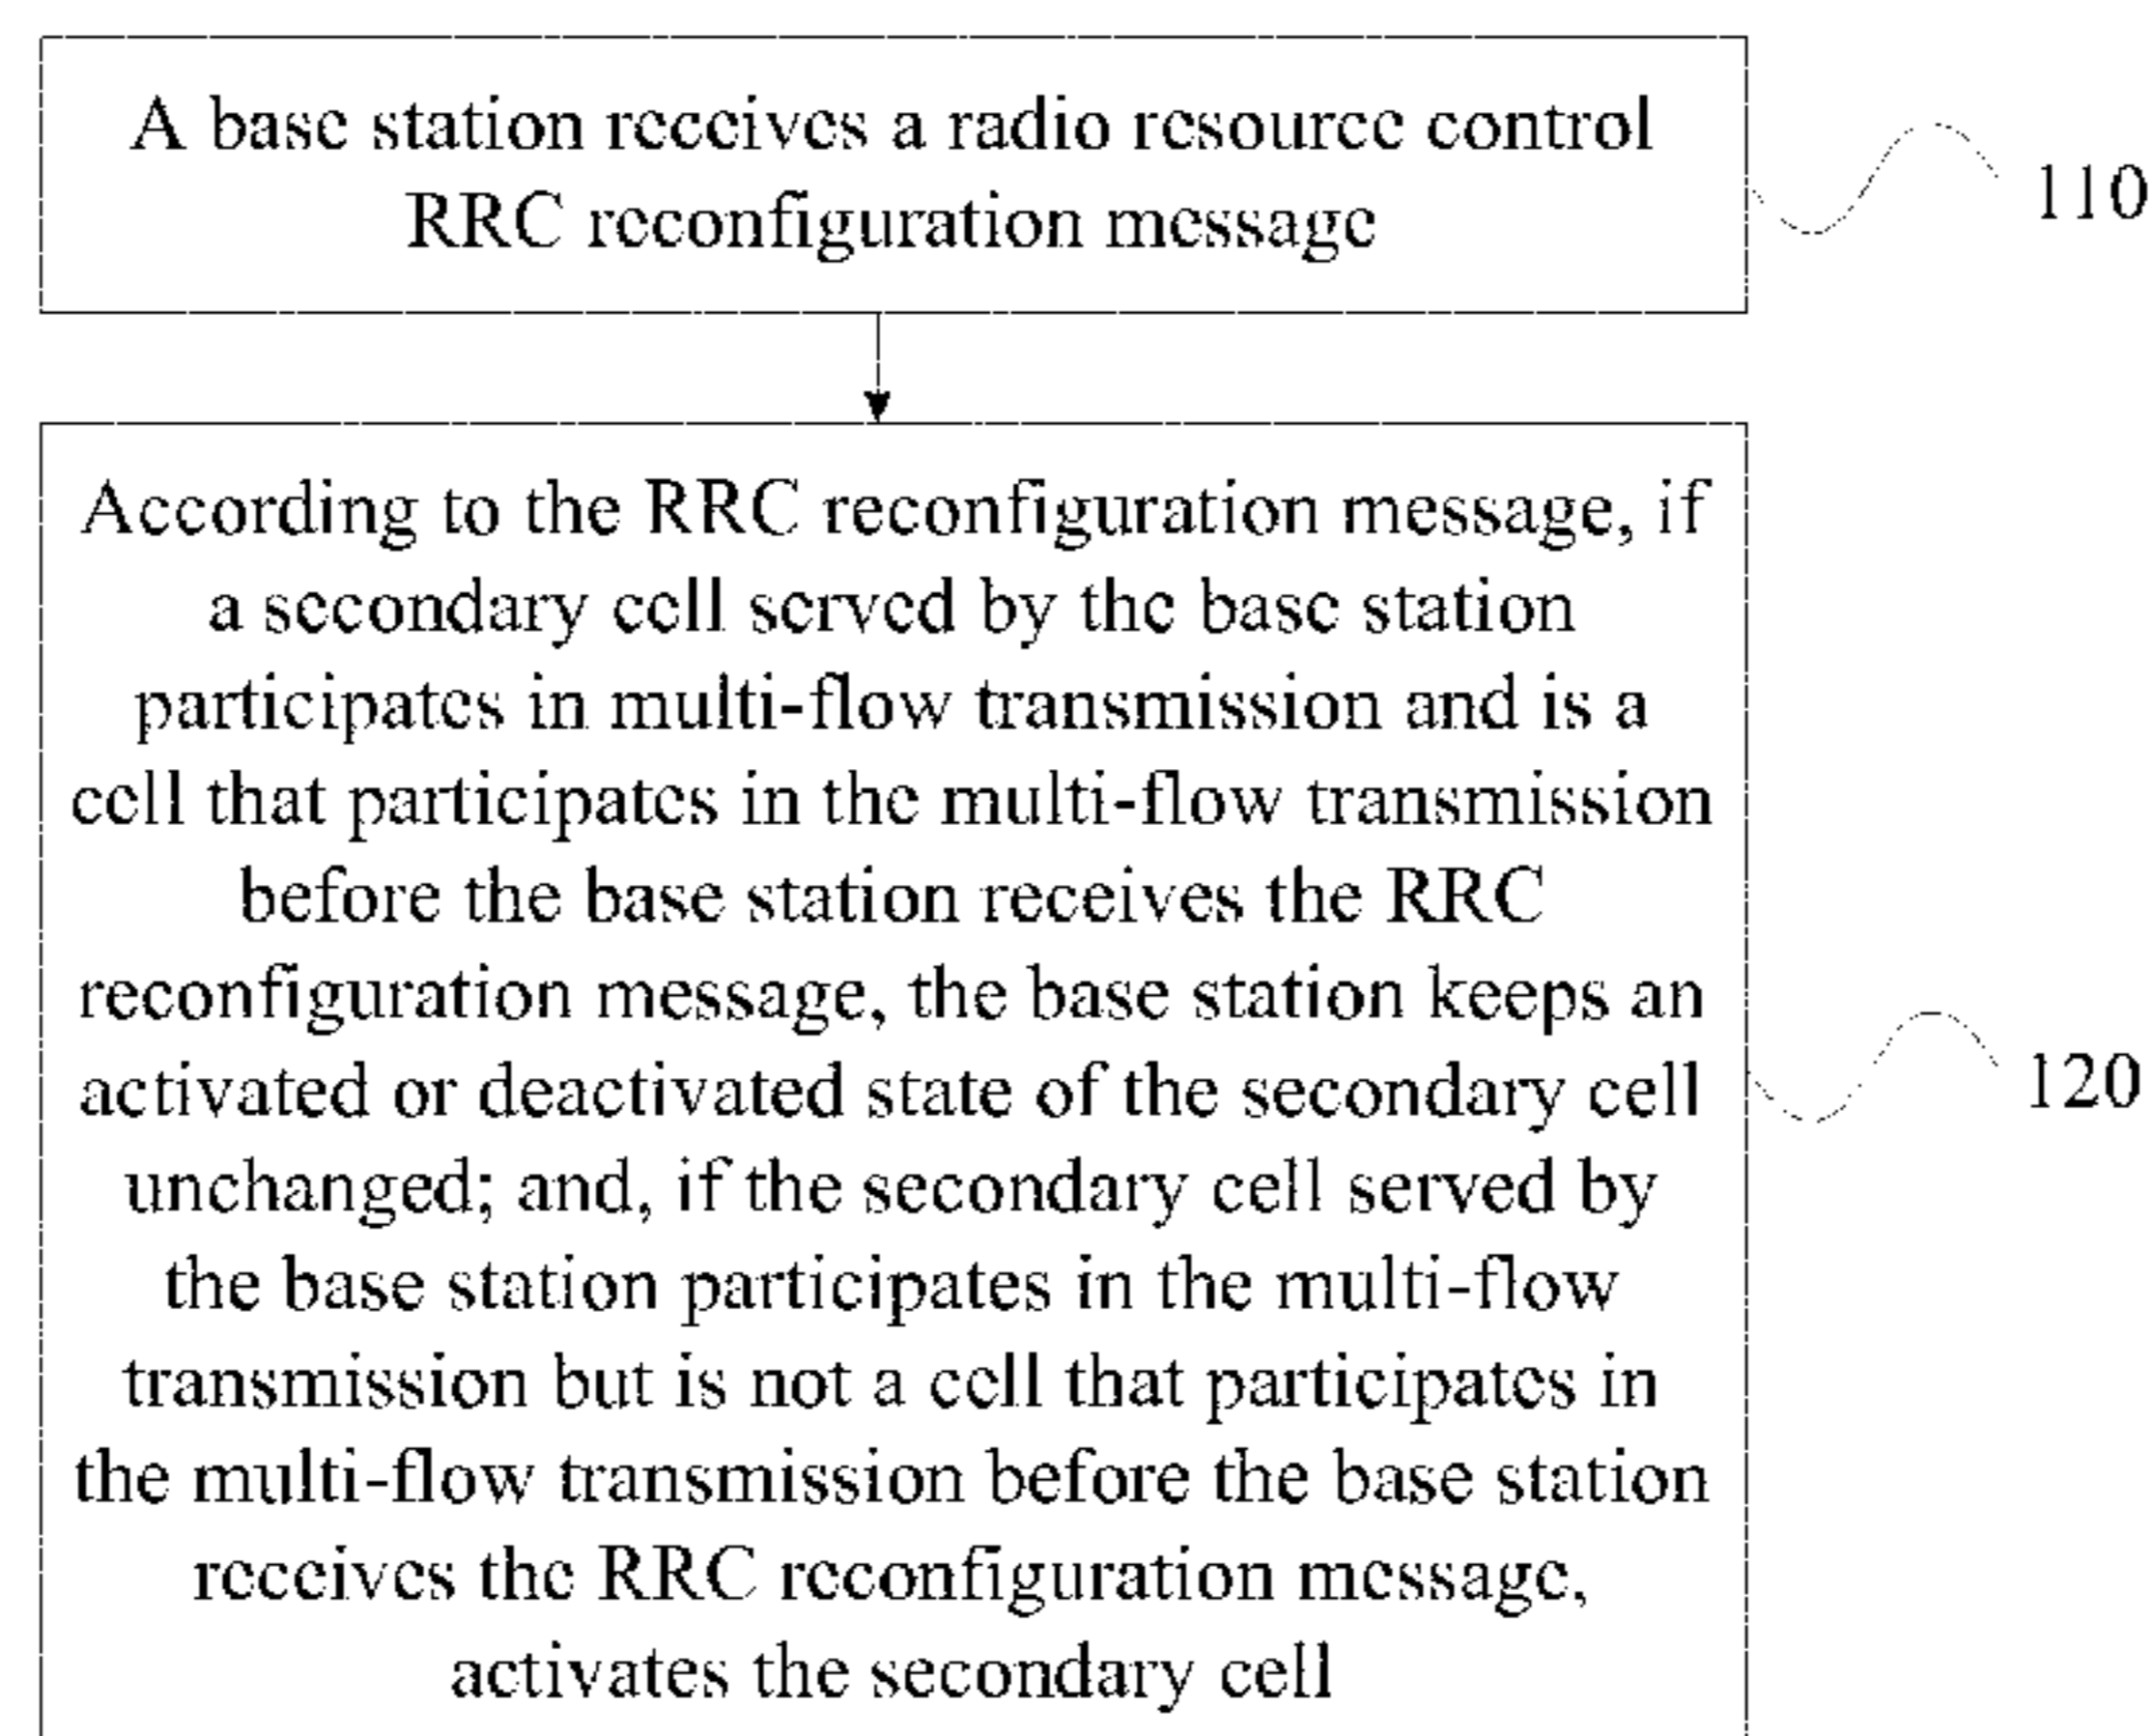 A base station receives a radio resource control
RRC reconfiguration message
110
According to the RRC reconfiguration message, if
a secondary cell served by the base station
participates in multi-flow transmission and is a
cell that participates in the multi-flow transmission
before the base station receives the RRC
reconfiguration message, the base station keeps an
activated or deactivated state of the secondary cell
unchanged; and, if the secondary cell served by
the base station participates in the multi-flow
transmission but is not a cell that participates in
the multi-flow transmission before the base station
receives the RRC reconfiguration message,
activates the secondary cell
120